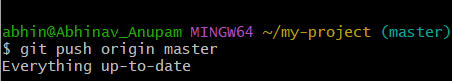 abhin@Abhinav_Anupam MINGW64 ~/my-project (master)
$ git push origin master
Everything up-to-date